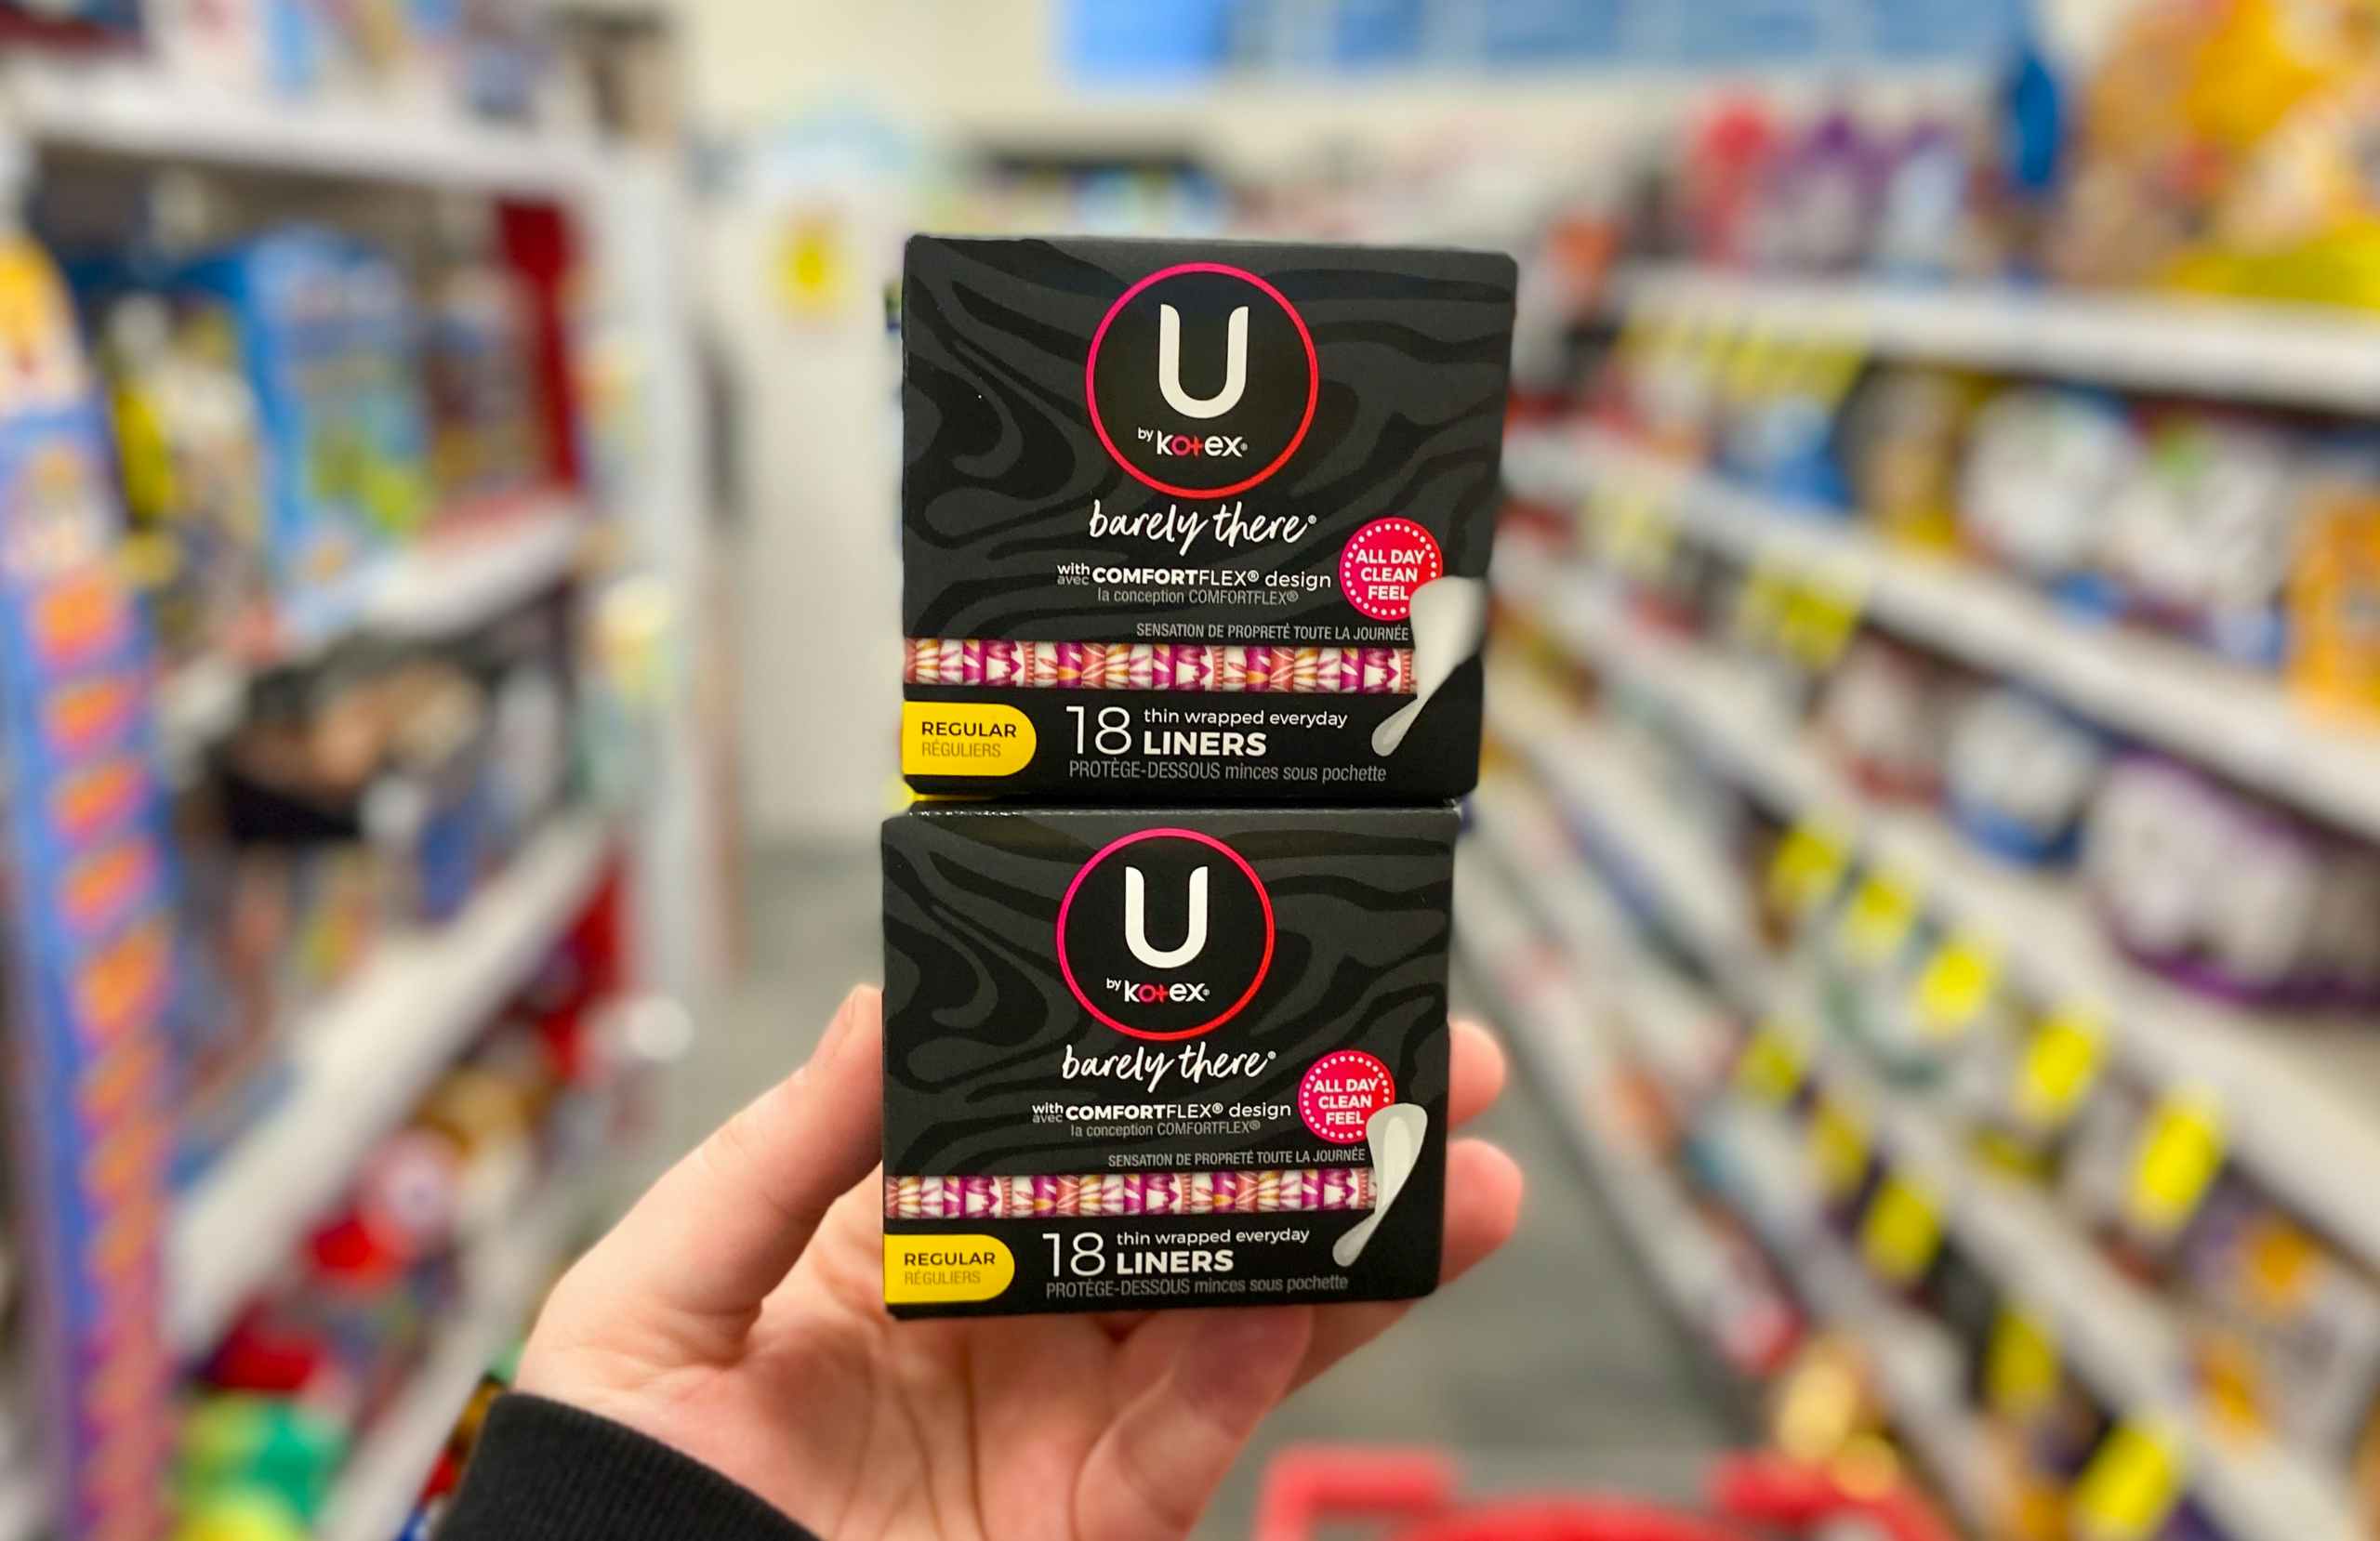 U
by kotex®
barely there®
with avec COMFORTFLEX® design
la conception COMFORTFLEX®
ALL DAY
CLEAN
FEEL
SENSATION DE PROPRETÉ TOUTE LA JOURNÉE
REGULAR
RÉGULIERS
18 thin wrapped everyday
LINERS
PROTÈGE-DESSOUS minces sous pochette
U
by kotex®
barely there®
with avec COMFORTFLEX® design
la conception COMFORTFLEX®
ALL DAY
CLEAN
FEEL
SENSATION DE PROPRETÉ TOUTE LA JOURNÉE
REGULAR
RÉGULIERS
18 thin wrapped everyday
LINERS
PROTÈGE-DESSOUS minces sous pochette